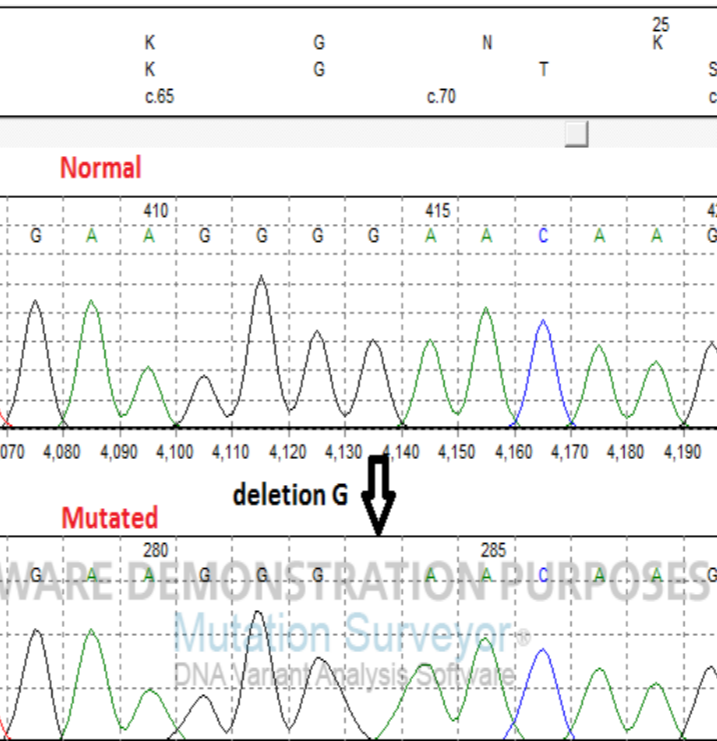 25
K G N K
K G T S
c.65 c.70 c
Normal
410 415 42
G A A G G G G A A C A A G
070 4,080 4,090 4,100 4,110 4,120 4,130 4,140 4,150 4,160 4,170 4,180 4,190
deletion G
Mutated
280 285
G A A G G G A A C A A G
WARE DEMONSTRATION PURPOSES
Mutation Surveyor®
DNA Variant Analysis Software